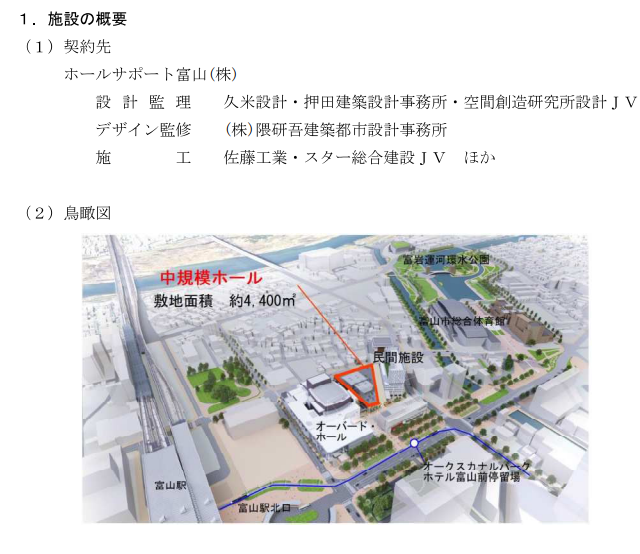 １．施設の概要
（１）契約先
ホールサポート富山(株)
設計監理　久米設計・押田建築設計事務所・空間創造研究所設計ＪＶ
デザイン監修　(株)隈研吾建築都市設計事務所
施工　佐藤工業・スター総合建設ＪＶ　ほか
（２）鳥瞰図
富岩運河環水公園
中規模ホール
敷地面積　約4,400㎡
富山市総合体育館
民間施設
オーバード・
ホール
オークスカナルパーク
ホテル富山前停留場
富山駅
富山駅北口